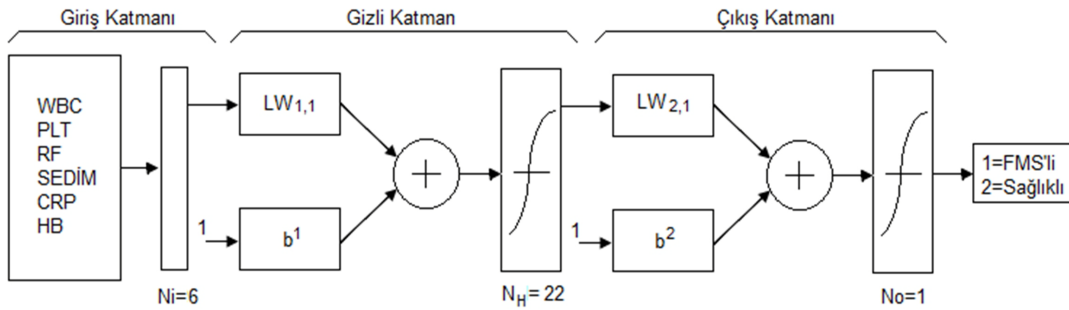 Giriş Katmanı
Gizli Katman
Çıkış Katmanı
WBC
PLT
RF
SEDİM
CRP
HB
1
Ni=6
LW1,1
b1
+
NH= 22
1
LW2,1
b2
+
No=1
1=FMS'li
2=Sağlıklı